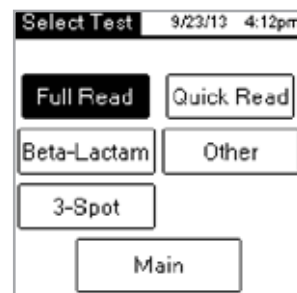 Select Test 9/23/13 4:12pm
Full Read Quick Read
Beta-Lactam Other
3-Spot
Main